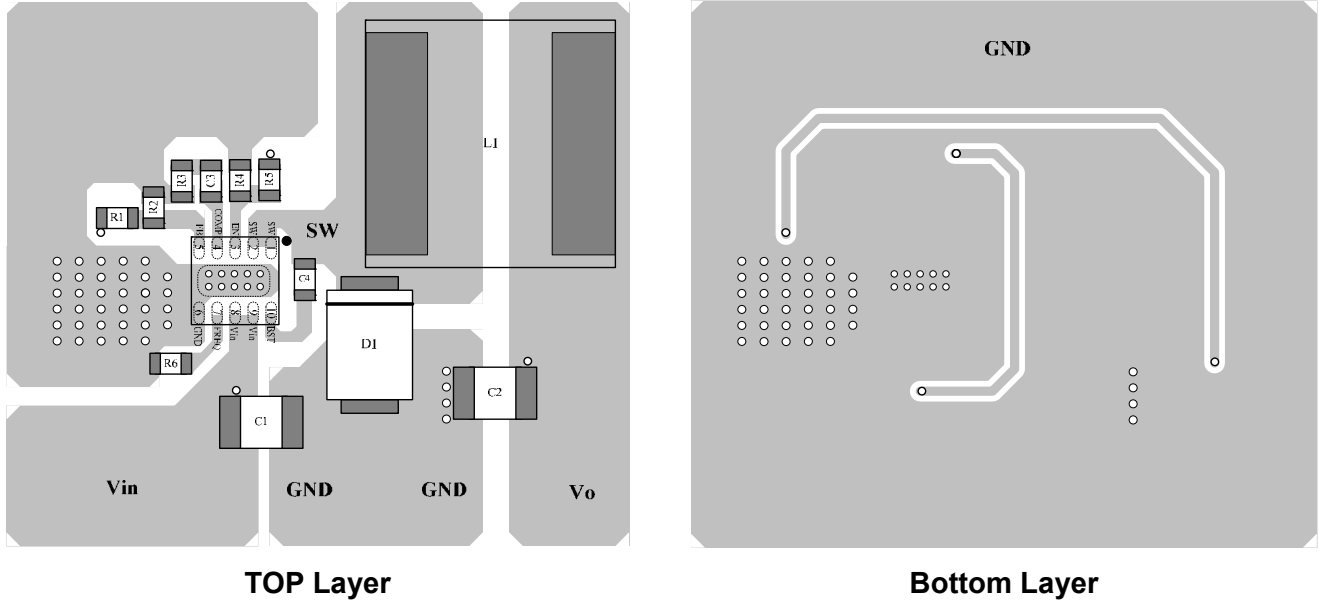 GND
L1
R3
C3
R4
R5
R2
R1
FB
COMP
EN
SW
SW
SW
5
4
3
2
1
C4
6
7
8
9
10
GND
FREQ
Vin
Vin
BST
R6
D1
C2
C1
Vin
GND
GND
Vo
TOP Layer
Bottom Layer